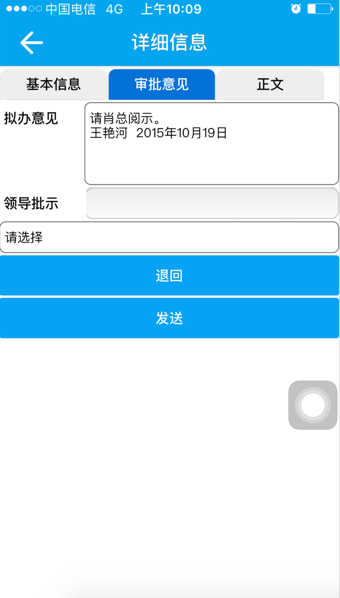 中国电信 4G 上午10:09
详细信息
基本信息 审批意见 正文
拟办意见 请肖总阅示。
王艳河 2015年10月19日
领导批示
请选择
退回
发送